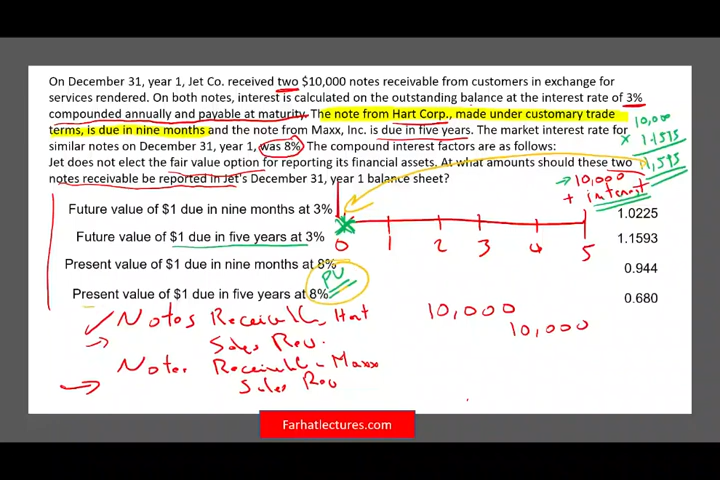 On December 31, year 1, Jet Co. received two $10,000 notes receivable from customers in exchange for
services rendered. On both notes, interest is calculated on the outstanding balance at the interest rate of 3%
compounded annually and payable at maturity. The note from Hart Corp., made under customary trade
terms, is due in nine months and the note from Maxx, Inc. is due in five years. The market interest rate for
similar notes on December 31, year 1, was 8%. The compound interest factors are as follows:
Jet does not elect the fair value option for reporting its financial assets. At what amounts should these two
notes receivable be reported in Jet's December 31, year 1 balance sheet?
10,000
x 1.1593
11,593
→ 10,000
+ interest
Future value of $1 due in nine months at 3% 1.0225
Future value of $1 due in five years at 3% 1.1593
0 1 2 3 4 5
Present value of $1 due in nine months at 8% 0.944
PV
Present value of $1 due in five years at 8% 0.680
Notes Receivable - Hart 10,000
Sales Rev. 10,000
Notes Receivable - Maxx
Sales Rev
Farhatlectures.com